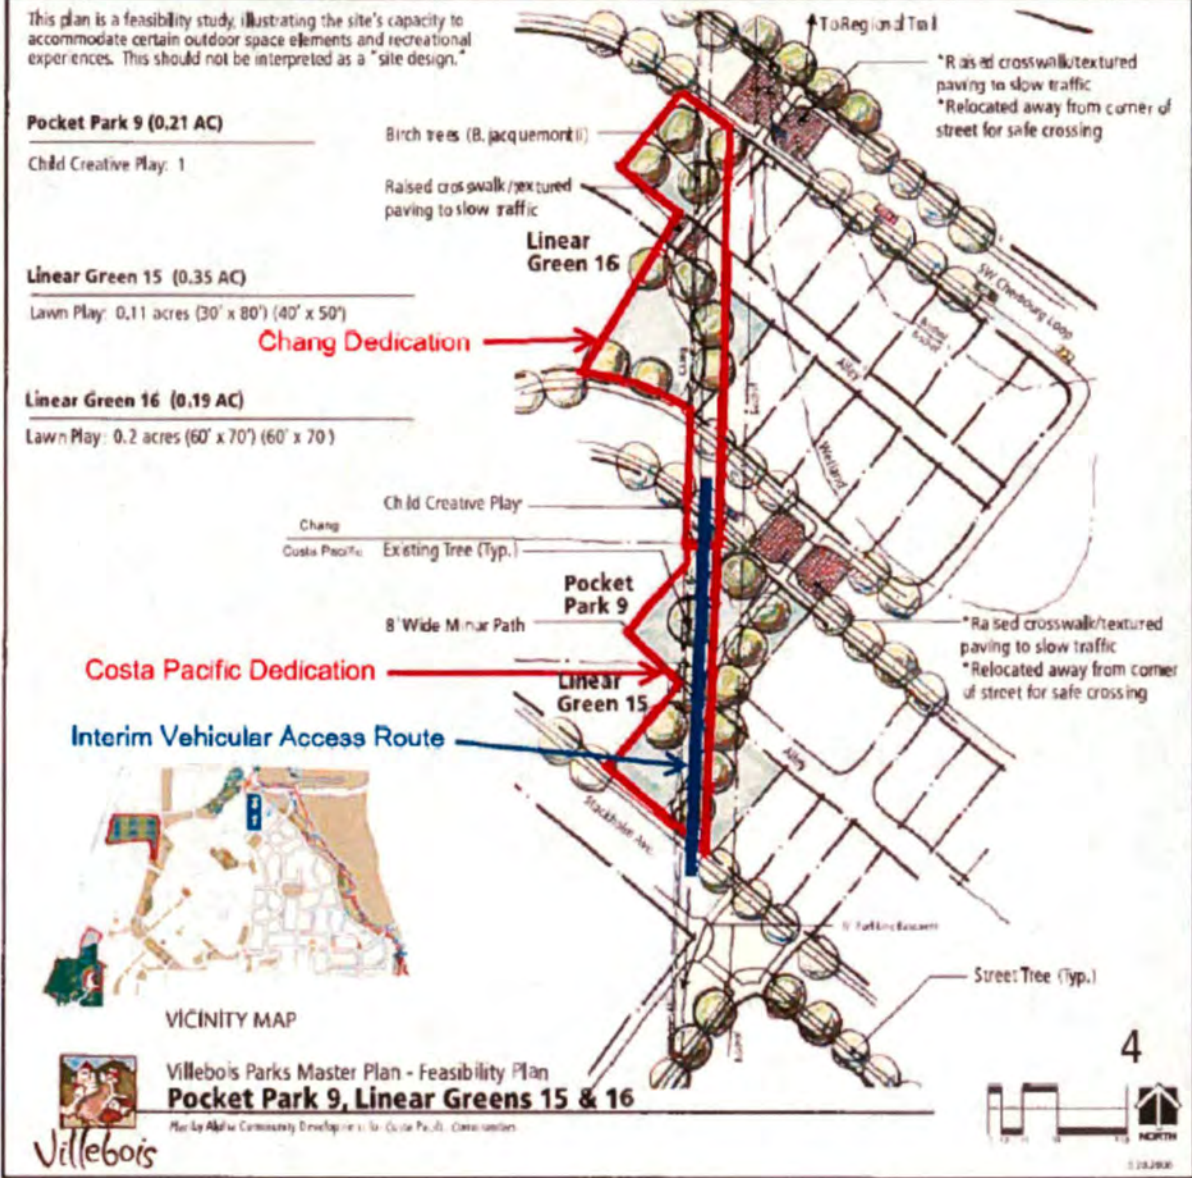 This plan is a feasibility study, illustrating the site's capacity to
accommodate certain outdoor space elements and recreational
experiences. This should not be interpreted as a "site design."
Pocket Park 9 (0.21 AC)
Child Creative Play: 1
Linear Green 15 (0.35 AC)
Lawn Play: 0.11 acres (30' x 80') (40' x 50')
Chang Dedication
Linear Green 16 (0.19 AC)
Lawn Play: 0.2 acres (60' x 70') (60' x 70')
To Regional Trail
*Raised crosswalk/textured
paving to slow traffic
*Relocated away from corner of
street for safe crossing
Birch trees (B. jacquemontii)
Raised crosswalk/textured
paving to slow traffic
Linear
Green 16
SW Cherbourg Loop
Alley
Wetland
Child Creative Play
Chang
Costa Pacific
Existing Tree (Typ.)
Pocket
Park 9
8' Wide Minor Path
Costa Pacific Dedication
Linear
Green 15
*Raised crosswalk/textured
paving to slow traffic
*Relocated away from corner
of street for safe crossing
Interim Vehicular Access Route
Alley
Stockholm Ave.
Street Tree (Typ.)
VICINITY MAP
4
Villebois Parks Master Plan - Feasibility Plan
Pocket Park 9, Linear Greens 15 & 16
Villebois
NORTH